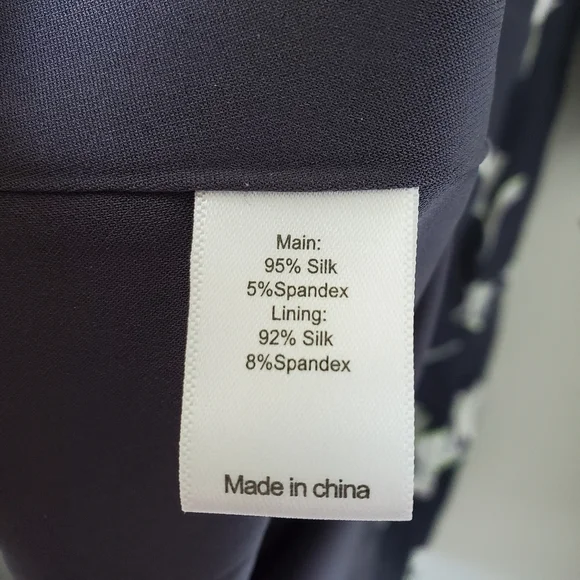 Main:
95% Silk
5%Spandex
Lining:
92% Silk
8%Spandex
Made in china